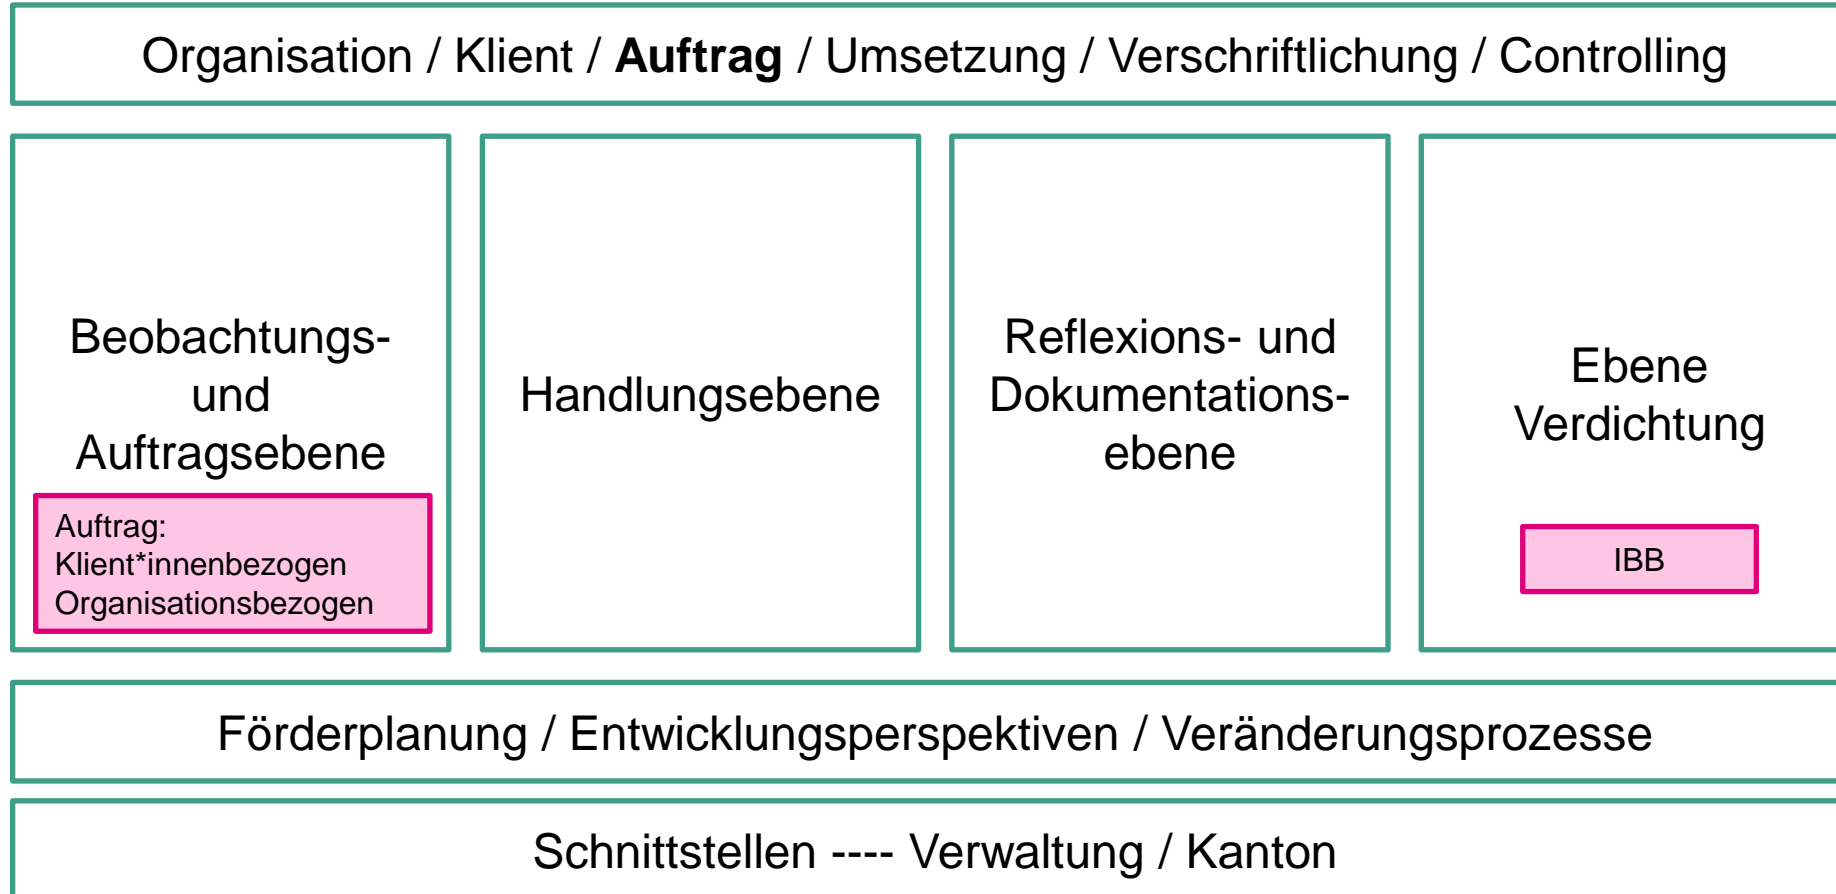 Organisation / Klient / Auftrag / Umsetzung / Verschriftlichung / Controlling
Beobachtungs-
und
Auftragsebene
Auftrag:
Klient*innenbezogen
Organisationsbezogen
Handlungsebene
Reflexions- und
Dokumentations-
ebene
Ebene
Verdichtung
IBB
Förderplanung / Entwicklungsperspektiven / Veränderungsprozesse
Schnittstellen ---- Verwaltung / Kanton